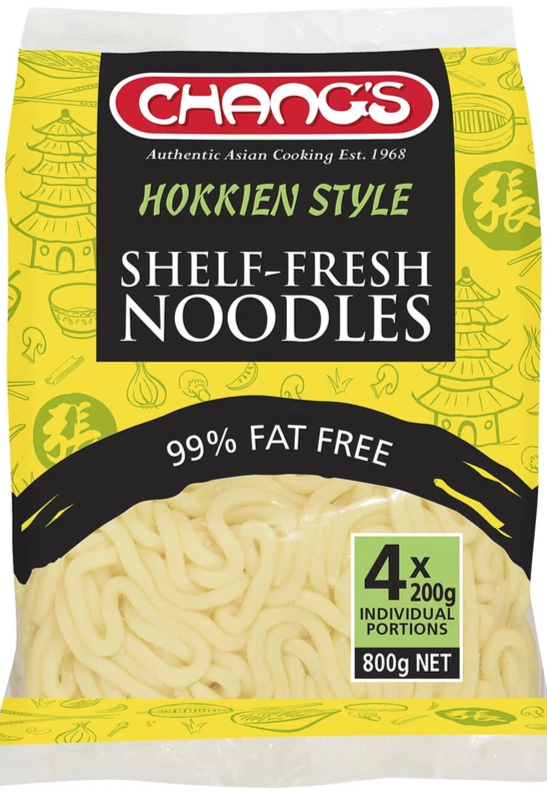 CHANG'S
Authentic Asian Cooking Est. 1968
HOKKIEN STYLE
SHELF-FRESH
NOODLES
張
張
99% FAT FREE
4 x
200g
INDIVIDUAL
PORTIONS
800g NET